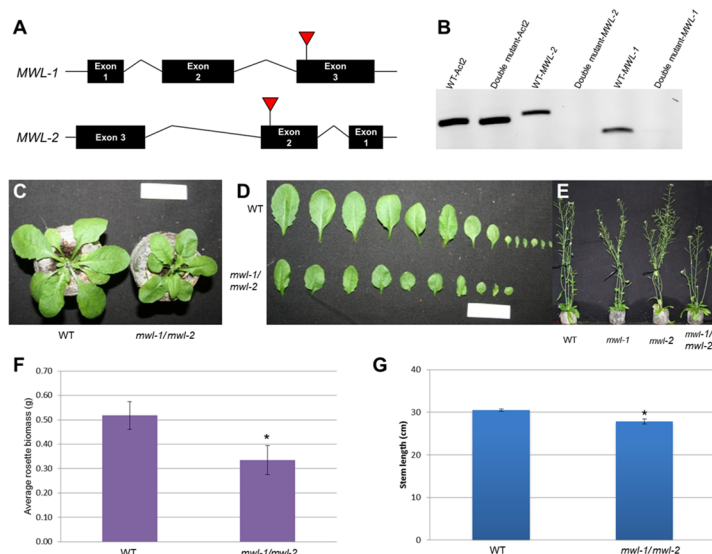 A
MWL-1
Exon 1
Exon 2
Exon 3
MWL-2
Exon 3
Exon 2
Exon 1
B
WT-Act2
Double mutant-Act2
WT-MWL-2
Double mutant-MWL-2
WT-MWL-1
Double mutant-MWL-1
C
WT
mwl-1/mwl-2
D
WT
mwl-1/
mwl-2
E
WT
mwl-1
mwl-2
mwl-1/
mwl-2
F
Average rosette biomass (g)
0.70
0.60
0.50
0.40
0.30
0.20
0.10
0.00
*
WT
mwl-1/mwl-2
G
Stem length (cm)
40
30
20
10
0
*
WT
mwl-1/mwl-2